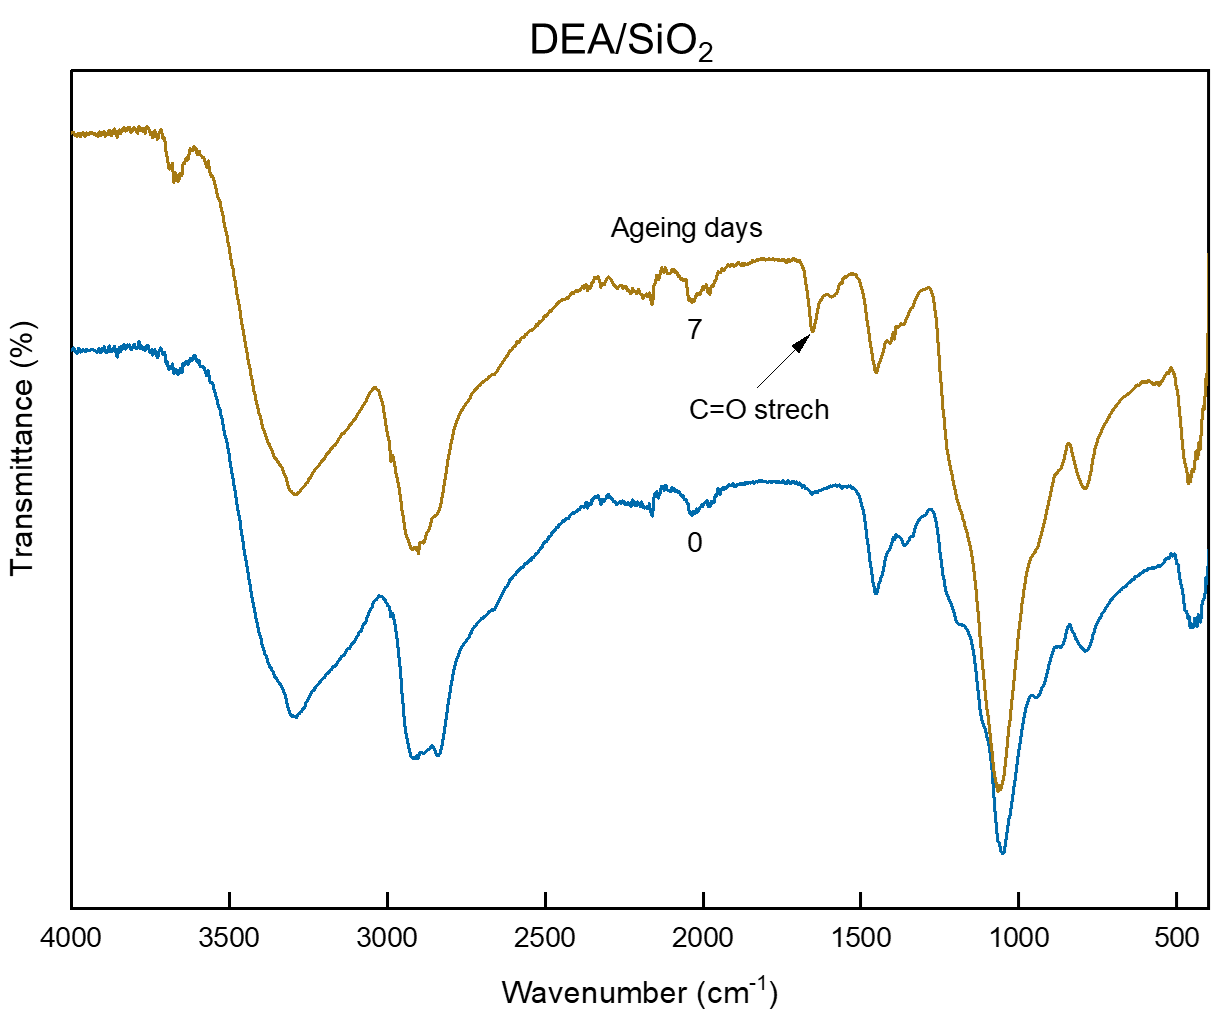 DEA/SiO₂
Ageing days
7
C=O strech
0
Transmittance (%)
4000 3500 3000 2500 2000 1500 1000 500
Wavenumber (cm⁻¹)